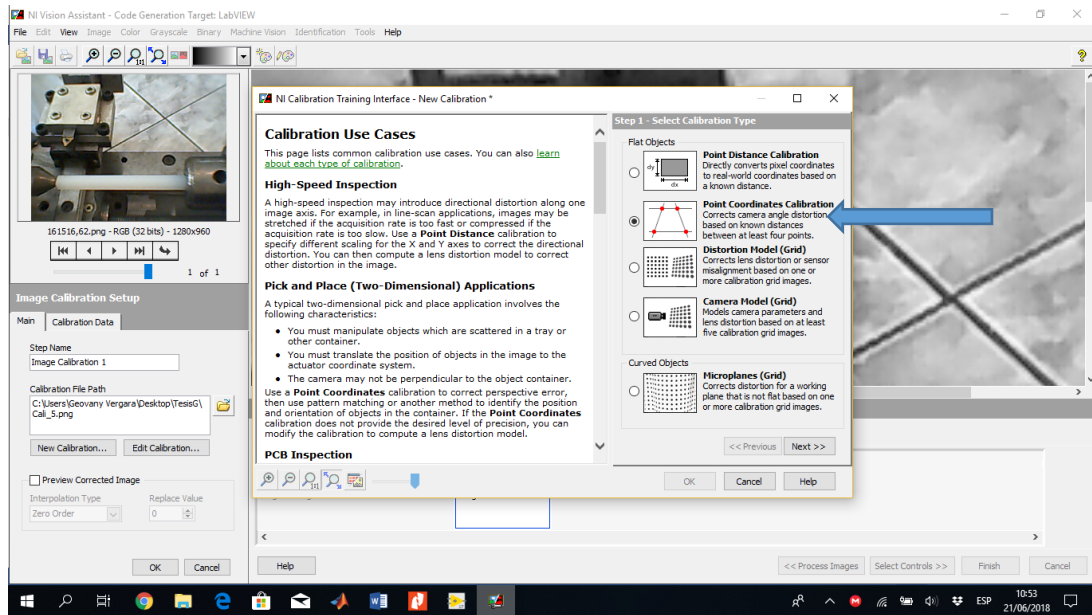 NI Vision Assistant - Code Generation Target: LabVIEW
File Edit View Image Color Grayscale Binary Machine Vision Identification Tools Help
1:1
161516,62.png - RGB (32 bits) - 1280x960
1 of 1
Image Calibration Setup
Main Calibration Data
Step Name
Image Calibration 1
Calibration File Path
C:\Users\Geovany Vergara\Desktop\TesisG\
Cali_5.png
New Calibration... Edit Calibration...
Preview Corrected Image
Interpolation Type Replace Value
Zero Order 0
OK Cancel
NI Calibration Training Interface - New Calibration *
Calibration Use Cases
This page lists common calibration use cases. You can also learn
about each type of calibration.
High-Speed Inspection
A high-speed inspection may introduce directional distortion along one
image axis. For example, in line-scan applications, images may be
stretched if the acquisition rate is too fast or compressed if the
acquisition rate is too slow. Use a Point Distance calibration to
specify different scaling for the X and Y axes to correct the directional
distortion. You can then compute a lens distortion model to correct
other distortion in the image.
Pick and Place (Two-Dimensional) Applications
A typical two-dimensional pick and place application involves the
following characteristics:
• You must manipulate objects which are scattered in a tray or
other container.
• You must translate the position of objects in the image to the
actuator coordinate system.
• The camera may not be perpendicular to the object container.
Use a Point Coordinates calibration to correct perspective error,
then use pattern matching or another method to identify the position
and orientation of objects in the container. If the Point Coordinates
calibration does not provide the desired level of precision, you can
modify the calibration to compute a lens distortion model.
PCB Inspection
1:1
Step 1 - Select Calibration Type
Flat Objects
dy
dx
Point Distance Calibration
Directly converts pixel coordinates
to real-world coordinates based on
a known distance.
Point Coordinates Calibration
Corrects camera angle distortion
based on known distances
between at least four points.
Distortion Model (Grid)
Corrects lens distortion or sensor
misalignment based on one or
more calibration grid images.
Camera Model (Grid)
Models camera parameters and
lens distortion based on at least
five calibration grid images.
Curved Objects
Microplanes (Grid)
Corrects distortion for a working
plane that is not flat based on one
or more calibration grid images.
<< Previous Next >>
OK Cancel Help
Help
<< Process Images Select Controls >> Finish Cancel
ESP
10:53
21/06/2018